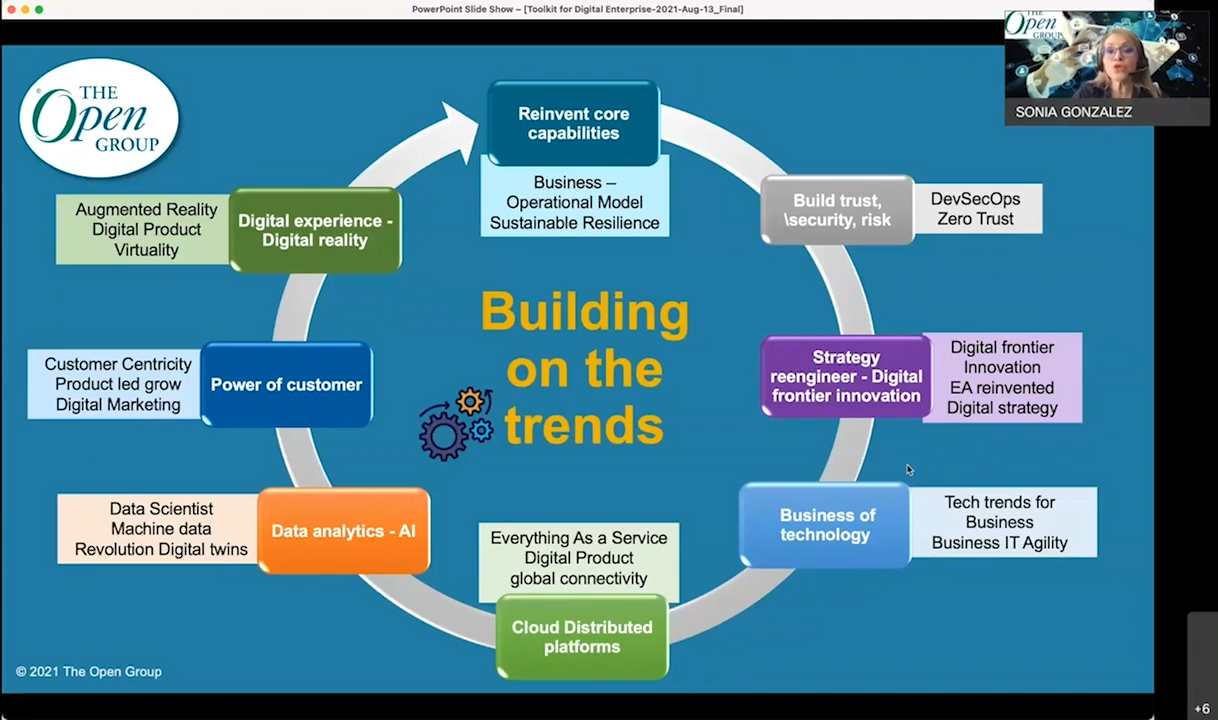 PowerPoint Slide Show – [Toolkit for Digital Enterprise-2021-Aug-13_Final]
THE
Open
GROUP
SONIA GONZALEZ
THE
Open
GROUP
Reinvent core
capabilities
Business –
Operational Model
Sustainable Resilience
Build trust,
\security, risk
DevSecOps
Zero Trust
Strategy
reengineer - Digital
frontier innovation
Digital frontier
Innovation
EA reinvented
Digital strategy
Business of
technology
Tech trends for
Business
Business IT Agility
Cloud Distributed
platforms
Everything As a Service
Digital Product
global connectivity
Data analytics - AI
Data Scientist
Machine data
Revolution Digital twins
Power of customer
Customer Centricity
Product led grow
Digital Marketing
Digital experience -
Digital reality
Augmented Reality
Digital Product
Virtuality
Building
on the
trends
© 2021 The Open Group
+6